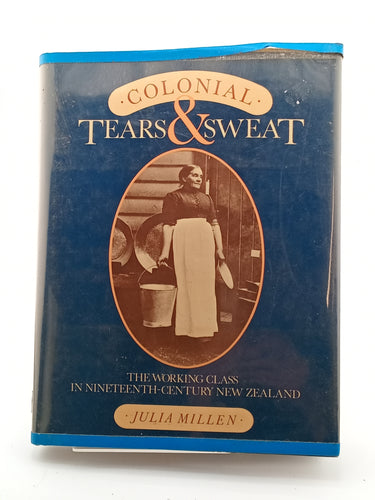 · COLONIAL ·
TEARS & SWEAT
THE WORKING CLASS
IN NINETEENTH-CENTURY NEW ZEALAND
· JULIA MILLEN ·